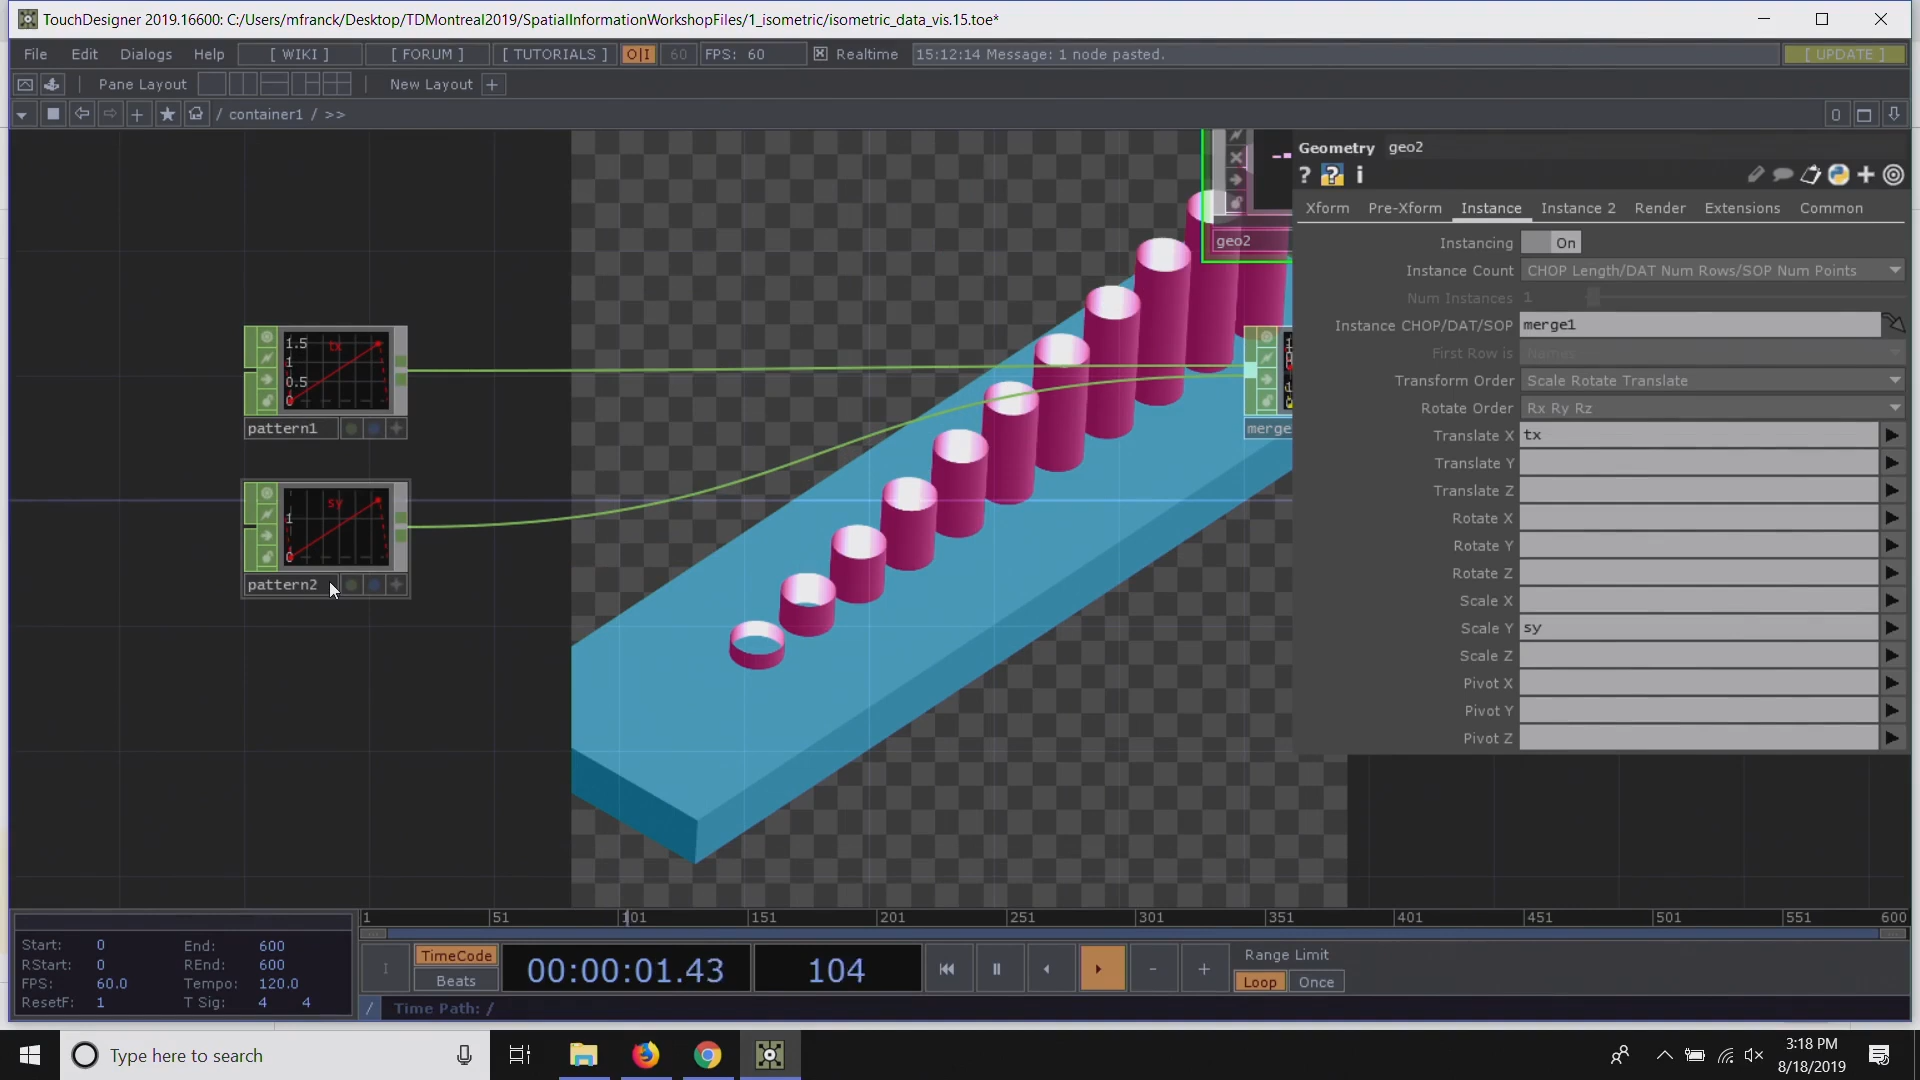 TouchDesigner 2019.16600: C:/Users/mfranck/Desktop/TDMontreal2019/SpatialInformationWorkshopFiles/1_isometric/isometric_data_vis.15.toe*
File Edit Dialogs Help [ WIKI ] [ FORUM ] [ TUTORIALS ] O|I 60 FPS: 60 Realtime 15:12:14 Message: 1 node pasted. [ UPDATE ]
Pane Layout New Layout +
/ container1 / >> 0
Geometry geo2
? ? i
Xform Pre-Xform Instance Instance 2 Render Extensions Common
Instancing On
Instance Count CHOP Length/DAT Num Rows/SOP Num Points
Num Instances 1
Instance CHOP/DAT/SOP merge1
First Row is Names
Transform Order Scale Rotate Translate
Rotate Order Rx Ry Rz
Translate X tx
Translate Y
Translate Z
Rotate X
Rotate Y
Rotate Z
Scale X
Scale Y sy
Scale Z
Pivot X
Pivot Y
Pivot Z
geo2
1.5
tx
1
0.5
0
pattern1
sy
1
0
pattern2
merge
1 51 101 151 201 251 301 351 401 451 501 551 600
Start: 0 End: 600
RStart: 0 REnd: 600
FPS: 60.0 Tempo: 120.0
ResetF: 1 T Sig: 4 4
I TimeCode
Beats
00:00:01.43 104
- +
Range Limit
Loop Once
/ Time Path: /
Type here to search
3:18 PM
8/18/2019